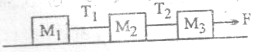 T₁ T₂
M₁ M₂ M₃ F